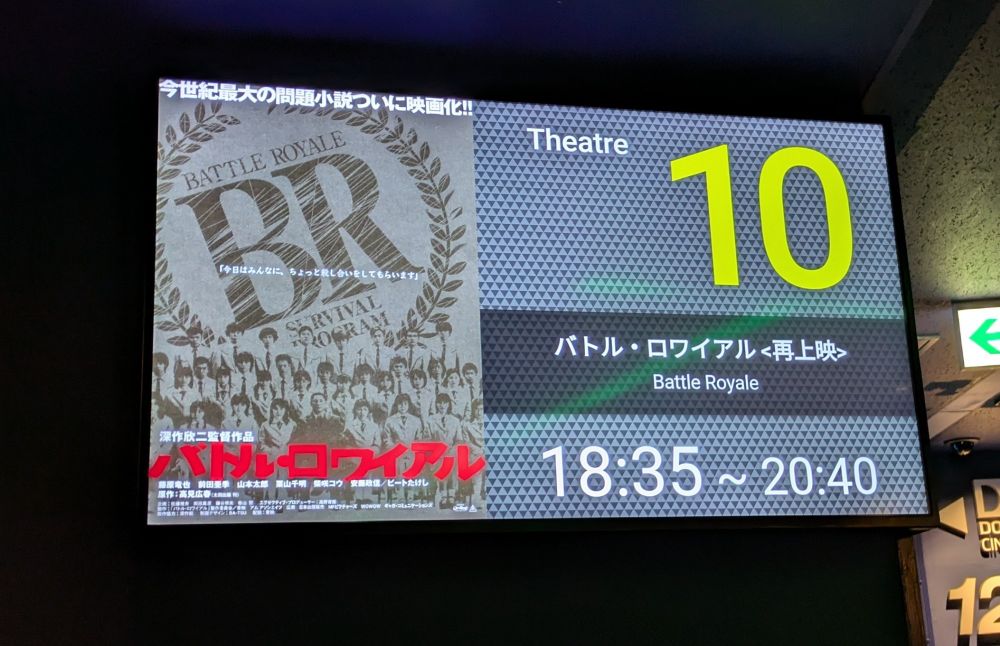 今世紀最大の問題小説ついに映画化!!
BATTLE ROYALE
BR
「今日はみんなに、ちょっと殺し合いをしてもらいます」
SURVIVAL
PROGRAM
深作欣二監督作品
バトル・ロワイアル
藤原竜也 前田亜季 山本太郎 栗山千明 柴咲コウ 安藤政信/ビートたけし
原作:高見広春
Theatre
10
バトル・ロワイアル <再上映>
Battle Royale
18:35 ~ 20:40
12